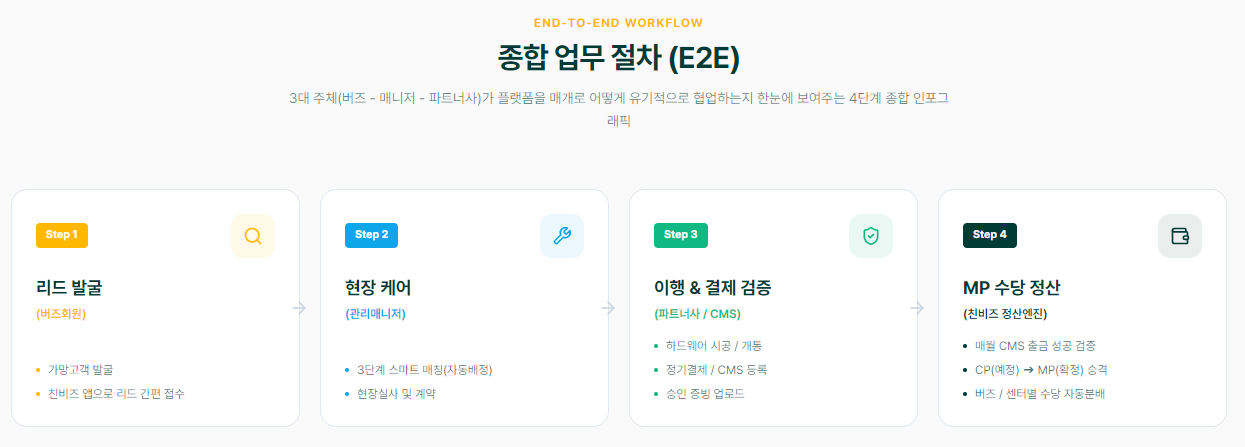 END-TO-END WORKFLOW
종합 업무 절차 (E2E)
3대 주체(버즈 - 매니저 - 파트너사)가 플랫폼을 매개로 어떻게 유기적으로 협업하는지 한눈에 보여주는 4단계 종합 인포그
래픽
Step 1
리드 발굴
(버즈회원)
가망고객 발굴
친비즈 앱으로 리드 간편 접수
Step 2
현장 케어
(관리매니저)
3단계 스마트 매칭(자동배정)
현장실사 및 계약
Step 3
이행 & 결제 검증
(파트너사 / CMS)
하드웨어 시공 / 개통
정기결제 / CMS 등록
승인 증빙 업로드
Step 4
MP 수당 정산
(친비즈 정산엔진)
매월 CMS 출금 성공 검증
CP(예정) ➔ MP(확정) 승격
버즈 / 센터별 수당 자동분배